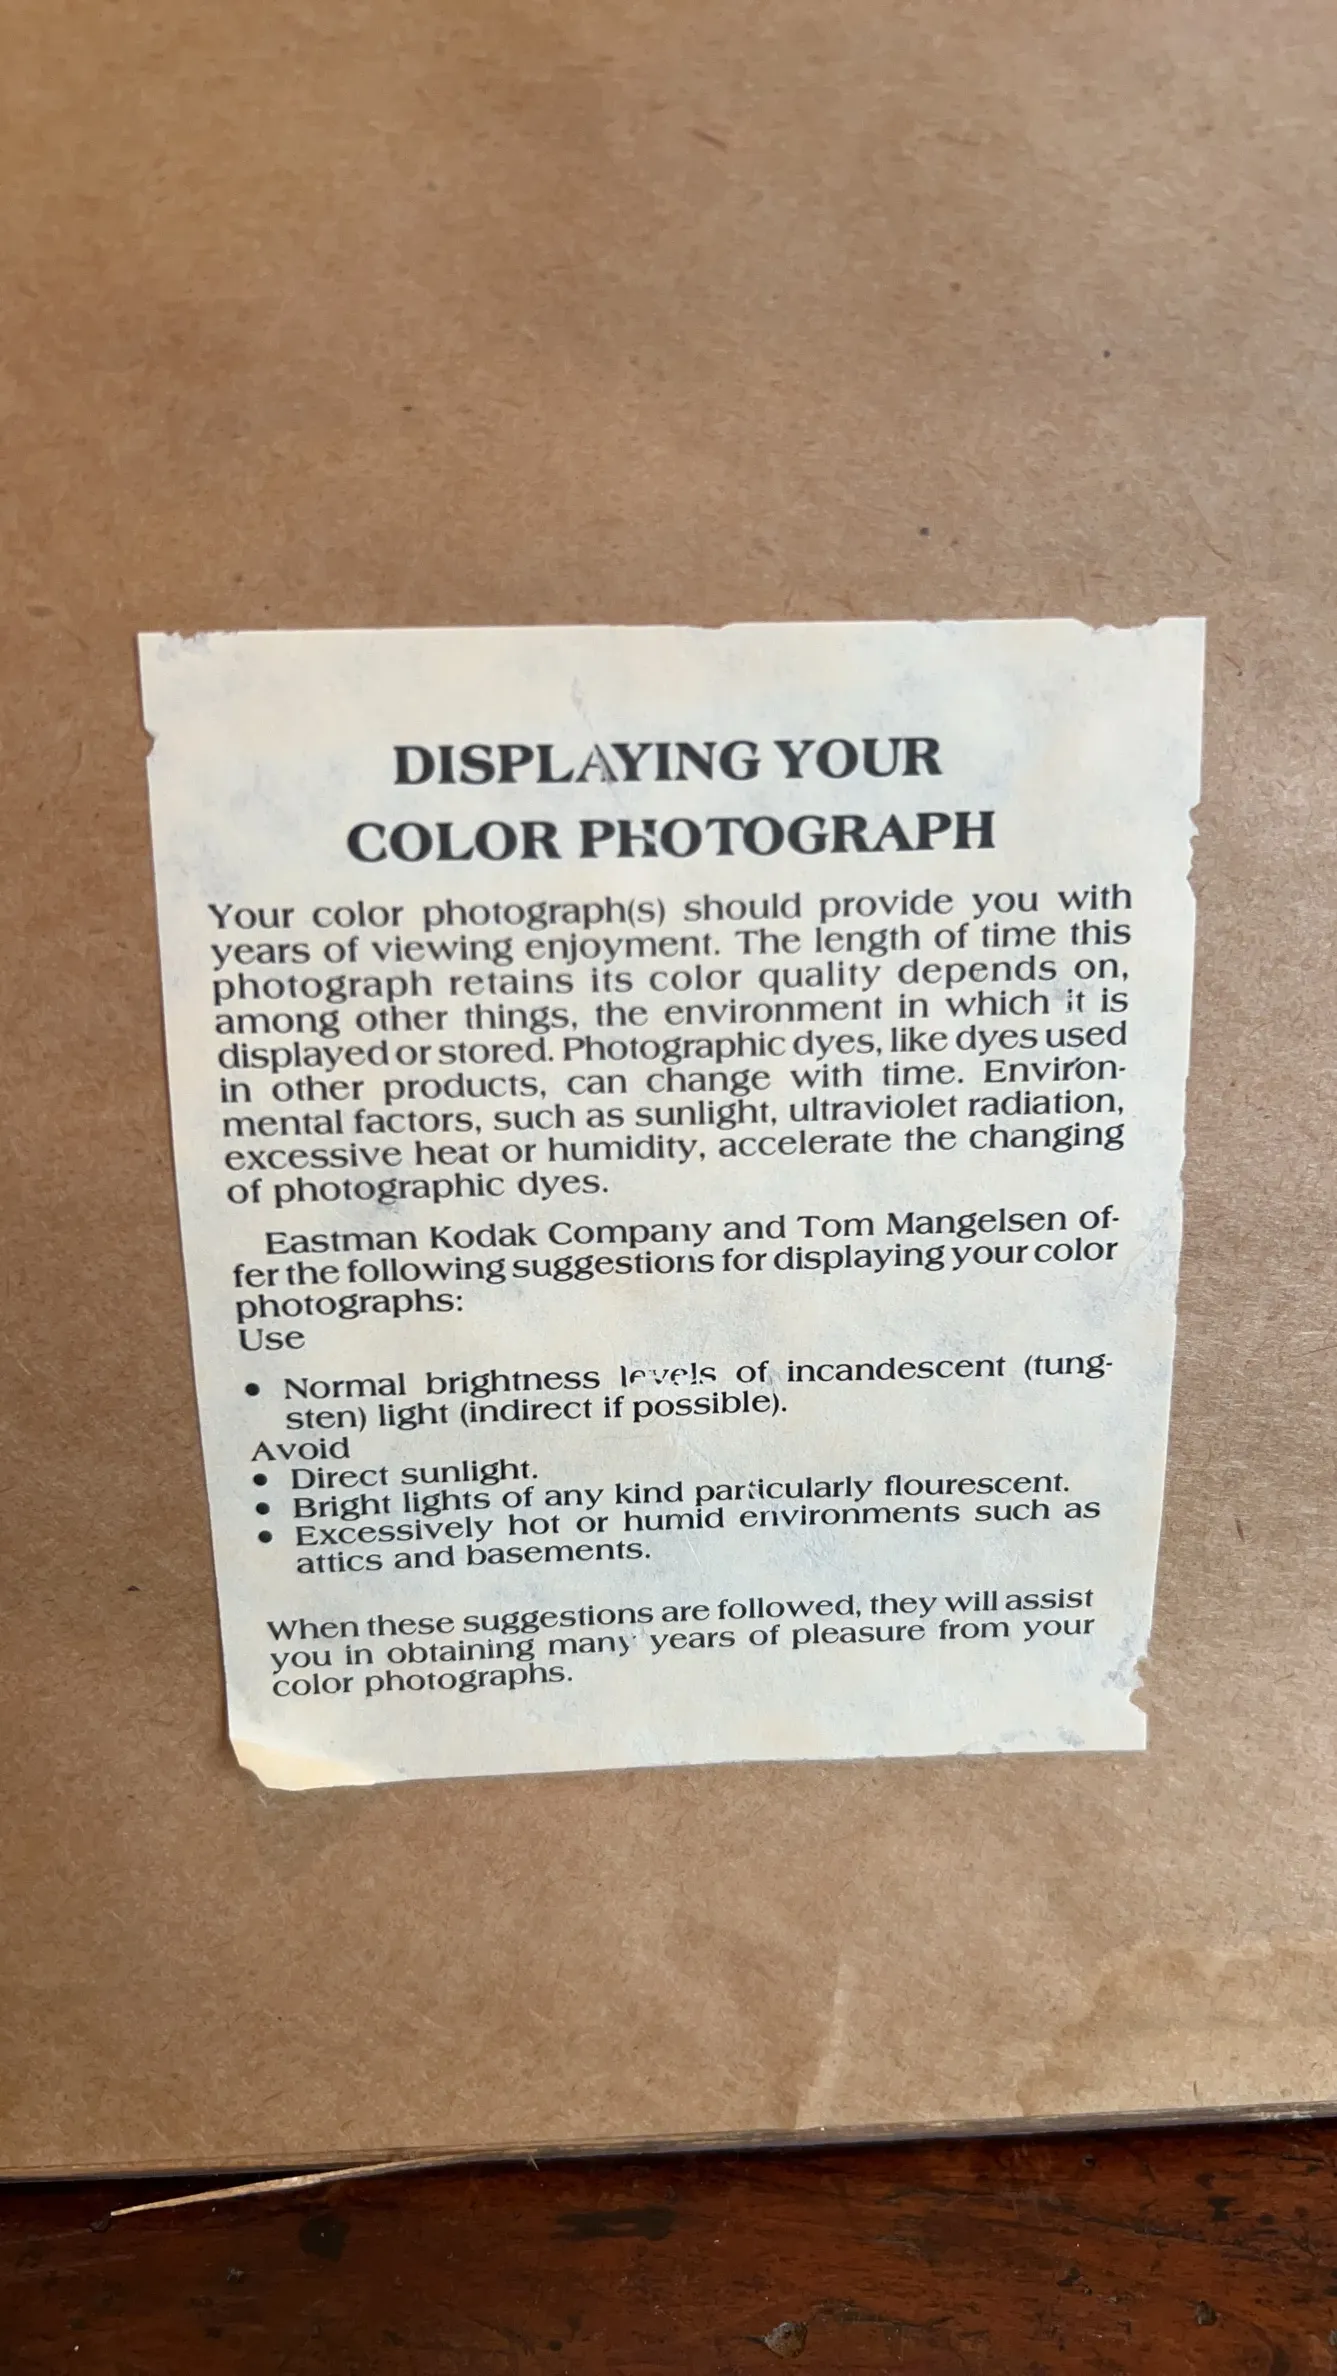 DISPLAYING YOUR
COLOR PHOTOGRAPH
Your color photograph(s) should provide you with
years of viewing enjoyment. The length of time this
photograph retains its color quality depends on,
among other things, the environment in which it is
displayed or stored. Photographic dyes, like dyes used
in other products, can change with time. Environ-
mental factors, such as sunlight, ultraviolet radiation,
excessive heat or humidity, accelerate the changing
of photographic dyes.
Eastman Kodak Company and Tom Mangelsen of-
fer the following suggestions for displaying your color
photographs:
Use
• Normal brightness levels of incandescent (tung-
sten) light (indirect if possible).
Avoid
• Direct sunlight.
• Bright lights of any kind particularly flourescent.
• Excessively hot or humid environments such as
attics and basements.
When these suggestions are followed, they will assist
you in obtaining many years of pleasure from your
color photographs.